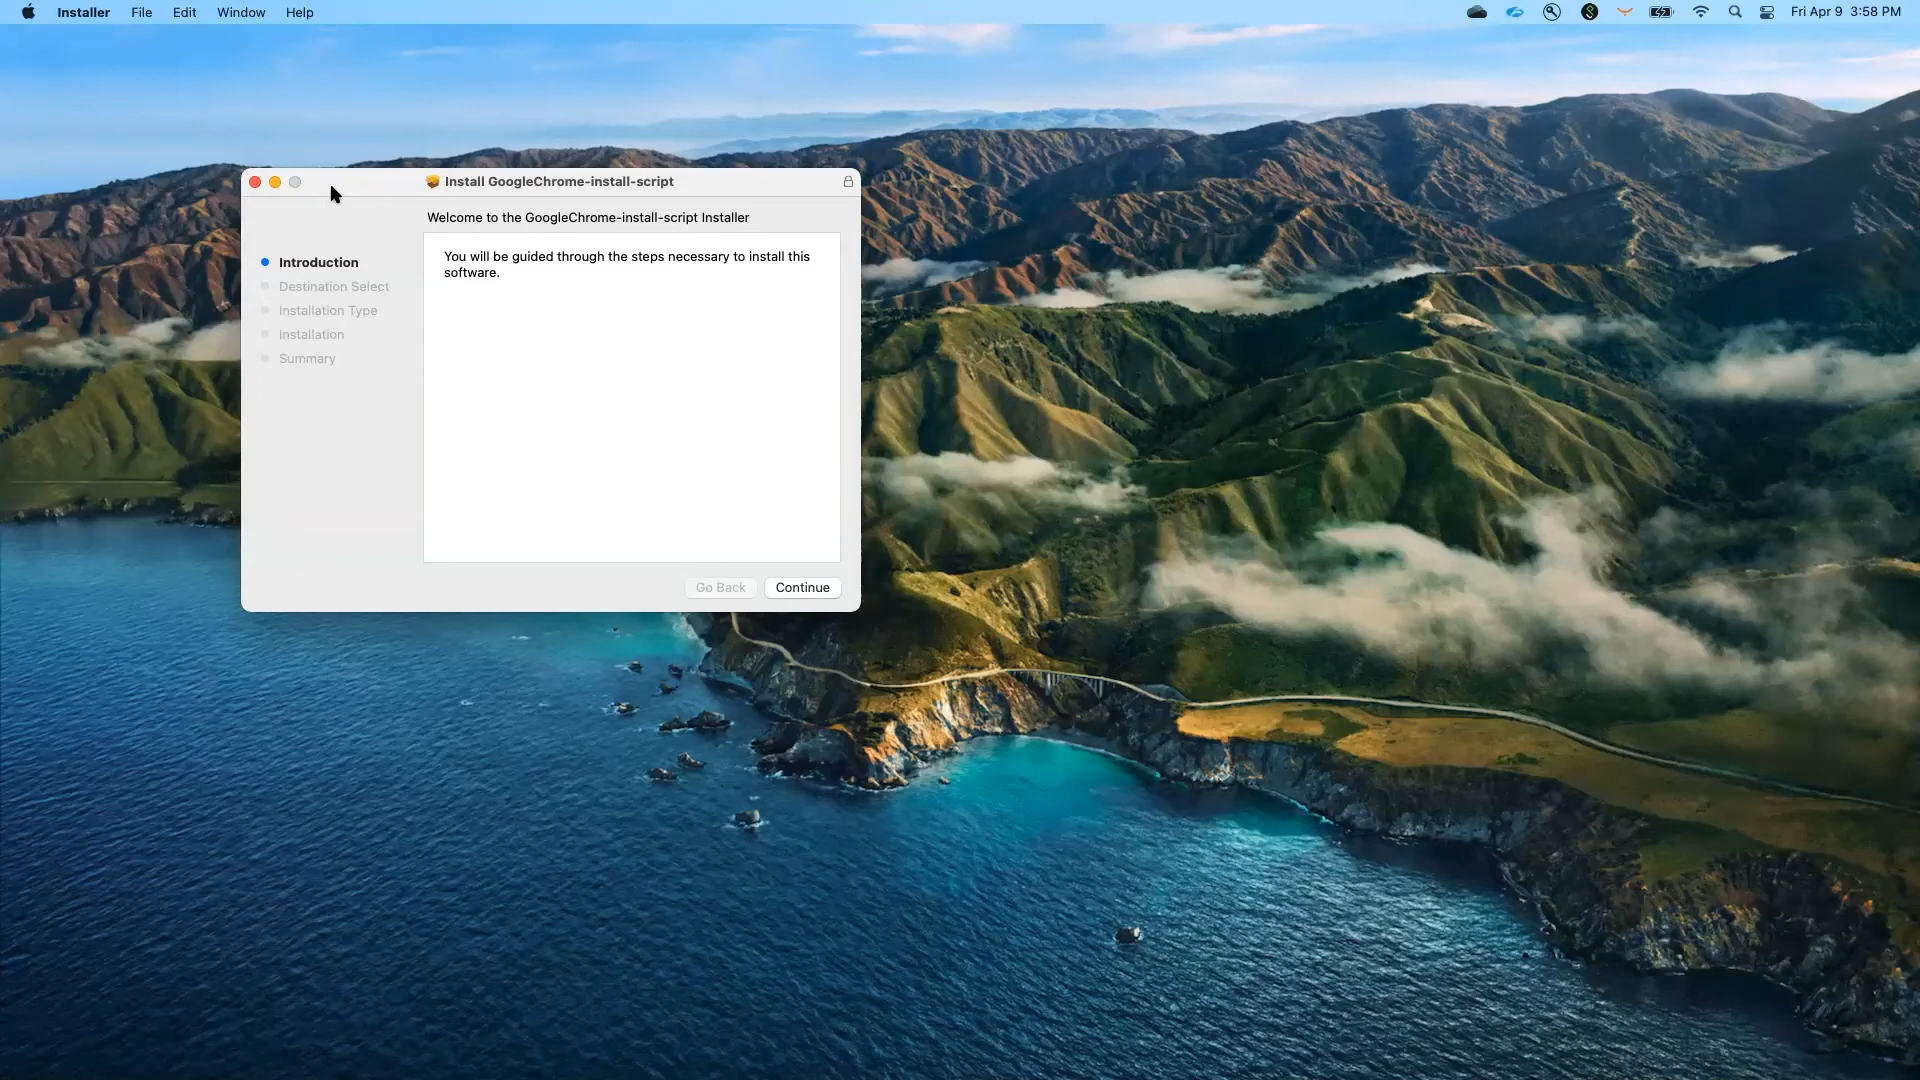 Installer File Edit Window Help Fri Apr 9 3:58 PM
Install GoogleChrome-install-script
Welcome to the GoogleChrome-install-script Installer
You will be guided through the steps necessary to install this
software.
Introduction
Destination Select
Installation Type
Installation
Summary
Go Back Continue